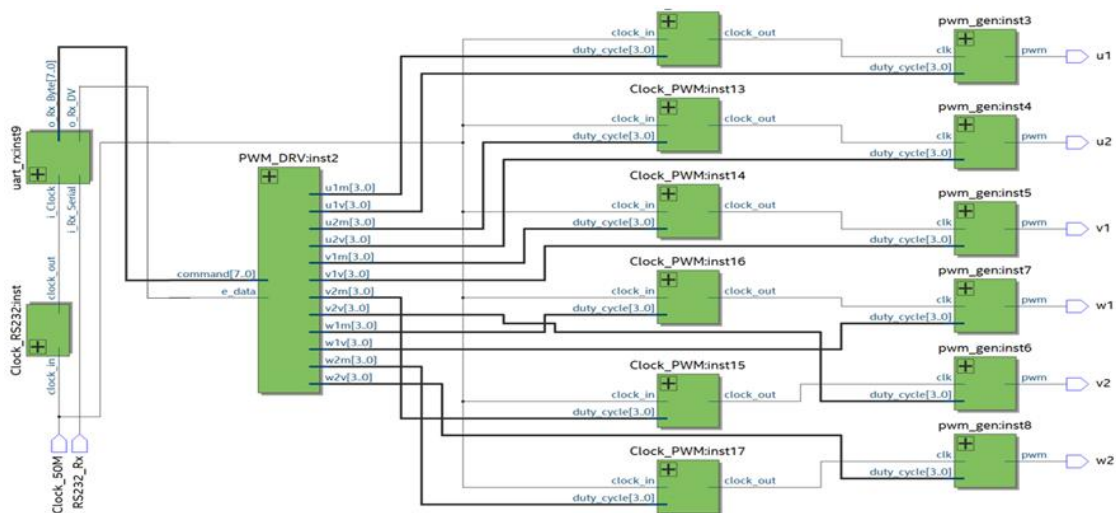 uart_rx:inst9
o_Rx_Byte[7.0]
o_Rx_DV
i_Clock
i_Rx_Serial
Clock_RS232:inst
clock_out
clock_in
Clock_50M
RS232_Rx
PWM_DRV:inst2
command[7..0]
e_data
u1m[3..0]
u1v[3..0]
u2m[3..0]
u2v[3..0]
v1m[3..0]
v1v[3..0]
v2m[3..0]
v2v[3..0]
w1m[3..0]
w1v[3..0]
w2m[3..0]
w2v[3..0]
clock_in
duty_cycle[3..0]
clock_out
Clock_PWM:inst13
clock_in
duty_cycle[3..0]
clock_out
Clock_PWM:inst14
clock_in
duty_cycle[3..0]
clock_out
Clock_PWM:inst16
clock_in
duty_cycle[3..0]
clock_out
Clock_PWM:inst15
clock_in
duty_cycle[3..0]
clock_out
Clock_PWM:inst17
clock_in
duty_cycle[3..0]
clock_out
pwm_gen:inst3
clk
duty_cycle[3..0]
pwm
u1
pwm_gen:inst4
clk
duty_cycle[3..0]
pwm
u2
pwm_gen:inst5
clk
duty_cycle[3..0]
pwm
v1
pwm_gen:inst7
clk
duty_cycle[3..0]
pwm
w1
pwm_gen:inst6
clk
duty_cycle[3..0]
pwm
v2
pwm_gen:inst8
clk
duty_cycle[3..0]
pwm
w2